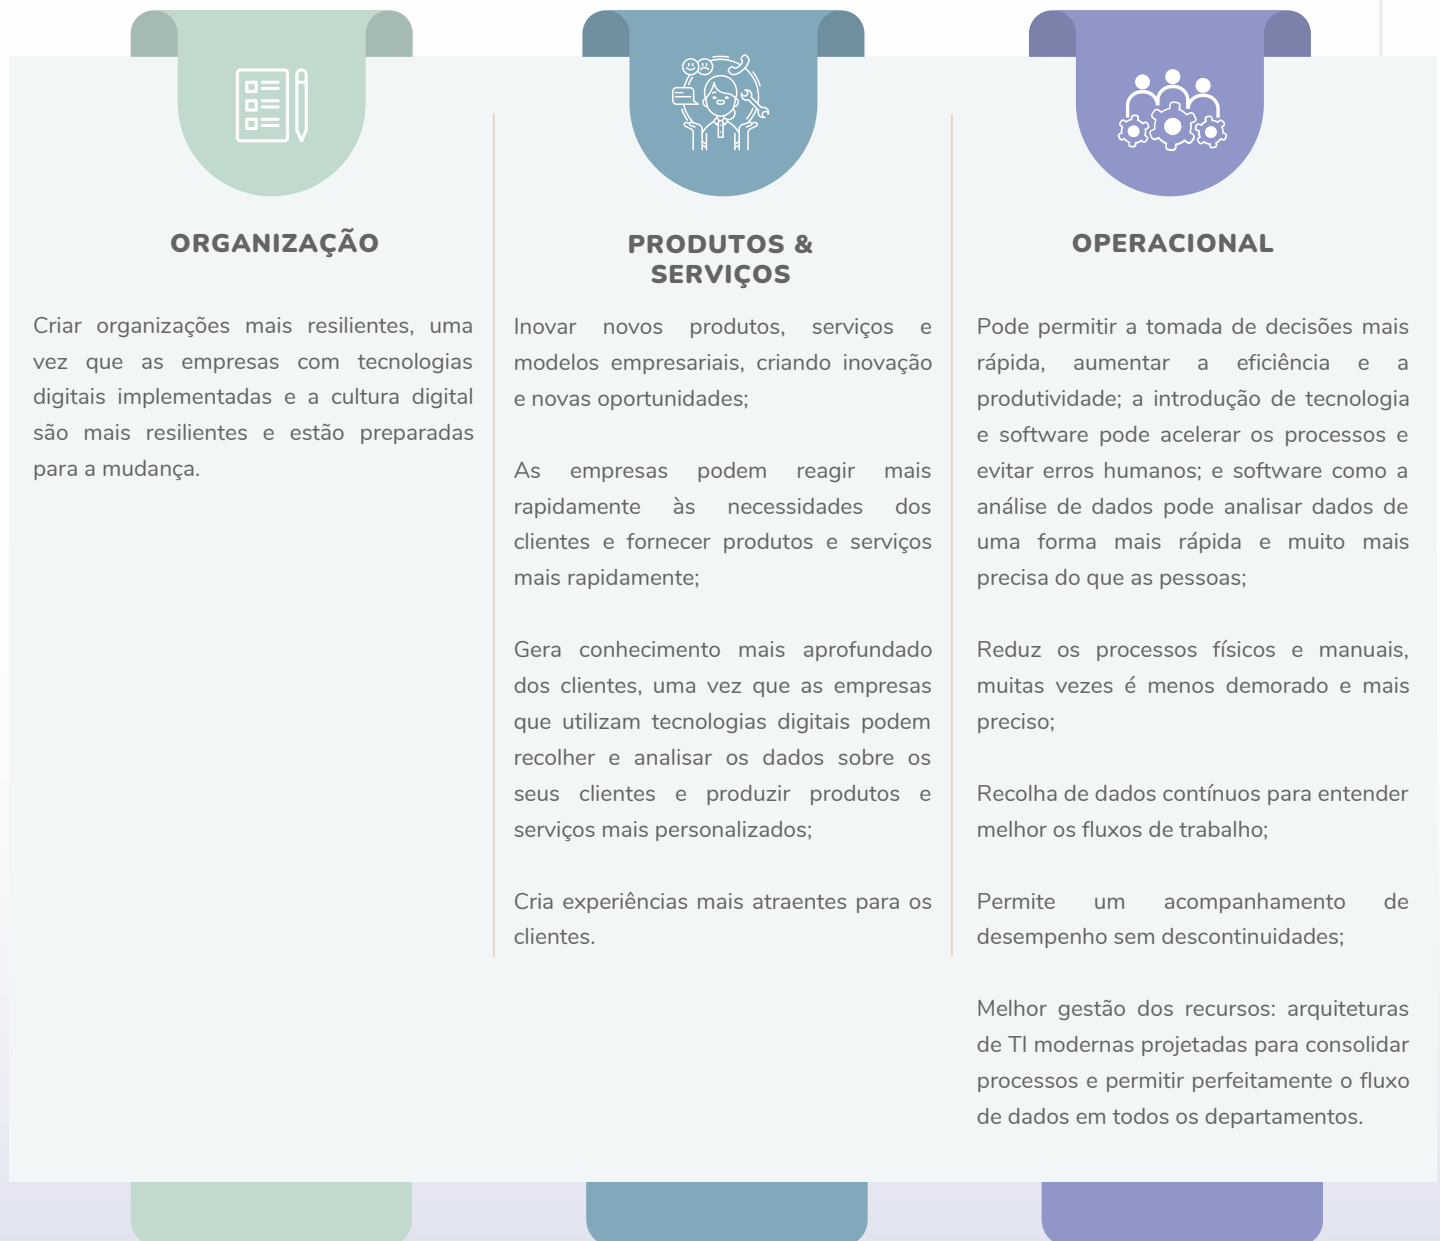 ORGANIZAÇÃO
Criar organizações mais resilientes, uma
vez que as empresas com tecnologias
digitais implementadas e a cultura digital
são mais resilientes e estão preparadas
para a mudança.
PRODUTOS &
SERVIÇOS
Inovar novos produtos, serviços e
modelos empresariais, criando inovação
e novas oportunidades;
As empresas podem reagir mais
rapidamente às necessidades dos
clientes e fornecer produtos e serviços
mais rapidamente;
Gera conhecimento mais aprofundado
dos clientes, uma vez que as empresas
que utilizam tecnologias digitais podem
recolher e analisar os dados sobre os
seus clientes e produzir produtos e
serviços mais personalizados;
Cria experiências mais atraentes para os
clientes.
OPERACIONAL
Pode permitir a tomada de decisões mais
rápida, aumentar a eficiência e a
produtividade; a introdução de tecnologia
e software pode acelerar os processos e
evitar erros humanos; e software como a
análise de dados pode analisar dados de
uma forma mais rápida e muito mais
precisa do que as pessoas;
Reduz os processos físicos e manuais,
muitas vezes é menos demorado e mais
preciso;
Recolha de dados contínuos para entender
melhor os fluxos de trabalho;
Permite um acompanhamento de
desempenho sem descontinuidades;
Melhor gestão dos recursos: arquiteturas
de TI modernas projetadas para consolidar
processos e permitir perfeitamente o fluxo
de dados em todos os departamentos.